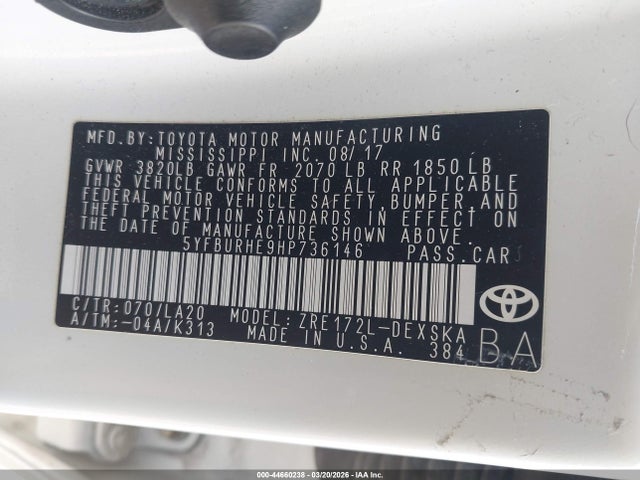 MFD.BY:TOYOTA MOTOR MANUFACTURING
MISSISSIPPI INC. 08/17
GVWR 3820LB GAWR FR 2070 LB RR 1850 LB
THIS VEHICLE CONFORMS TO ALL APPLICABLE
FEDERAL MOTOR VEHICLE SAFETY, BUMPER, AND
THEFT PREVENTION STANDARDS IN EFFECT ON
THE DATE OF MANUFACTURE SHOWN ABOVE.
5YFBURHE9HP736146 PASS.CAR
C/TR:070/LA20 MODEL:ZRE172L-DEXSKA
A/TM:-04A/K313 MADE IN U.S.A. 384
BA
000-44660238 - 03/20/2026 - IAA Inc.